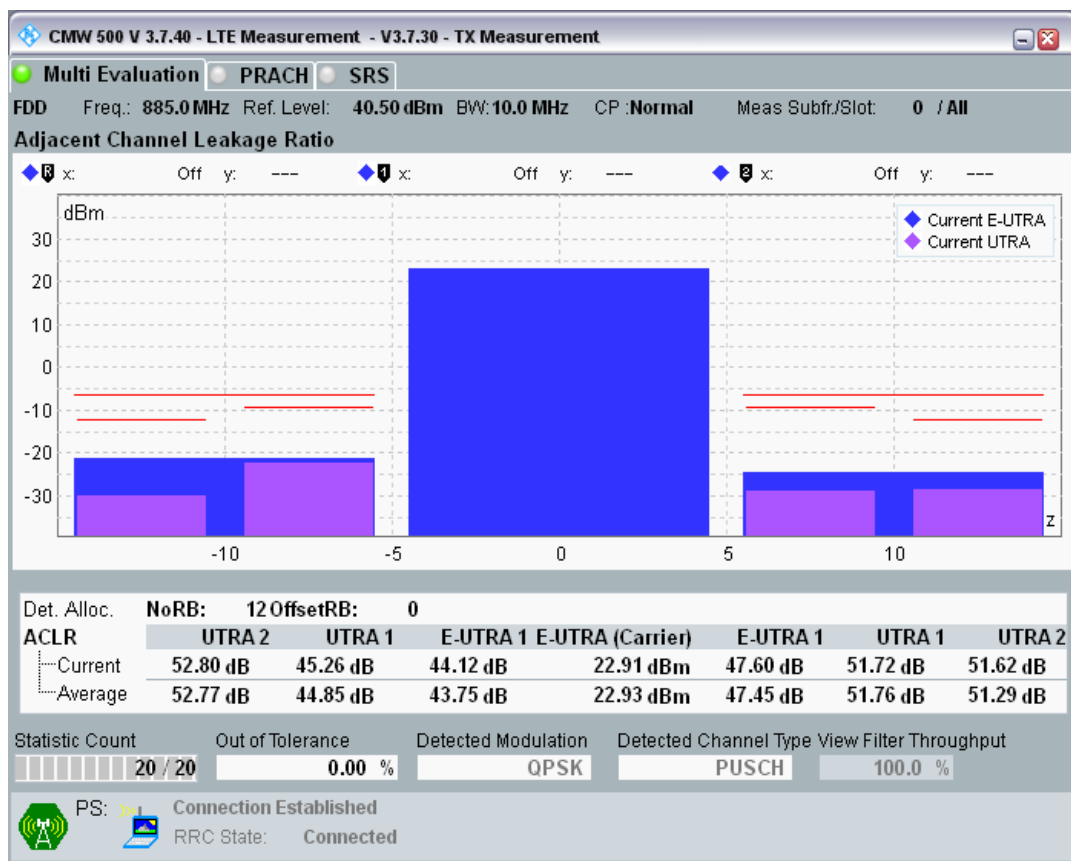 CMW 500 V 3.7.40 - LTE Measurement - V3.7.30 - TX Measurement
Multi Evaluation PRACH SRS
FDD Freq.: 885.0 MHz Ref. Level: 40.50 dBm BW: 10.0 MHz CP :Normal Meas Subfr./Slot: 0 / All
Adjacent Channel Leakage Ratio
R x: Off y: --- 1 x: Off y: --- 2 x: Off y: ---
dBm
Current E-UTRA
Current UTRA
30
20
10
0
-10
-20
-30
z
-10 -5 0 5 10
Det. Alloc. NoRB: 12 OffsetRB: 0
ACLR UTRA 2 UTRA 1 E-UTRA 1 E-UTRA (Carrier) E-UTRA 1 UTRA 1 UTRA 2
Current 52.80 dB 45.26 dB 44.12 dB 22.91 dBm 47.60 dB 51.72 dB 51.62 dB
Average 52.77 dB 44.85 dB 43.75 dB 22.93 dBm 47.45 dB 51.76 dB 51.29 dB
Statistic Count Out of Tolerance Detected Modulation Detected Channel Type View Filter Throughput
20 / 20 0.00 % QPSK PUSCH 100.0 %
PS: Connection Established
RRC State: Connected